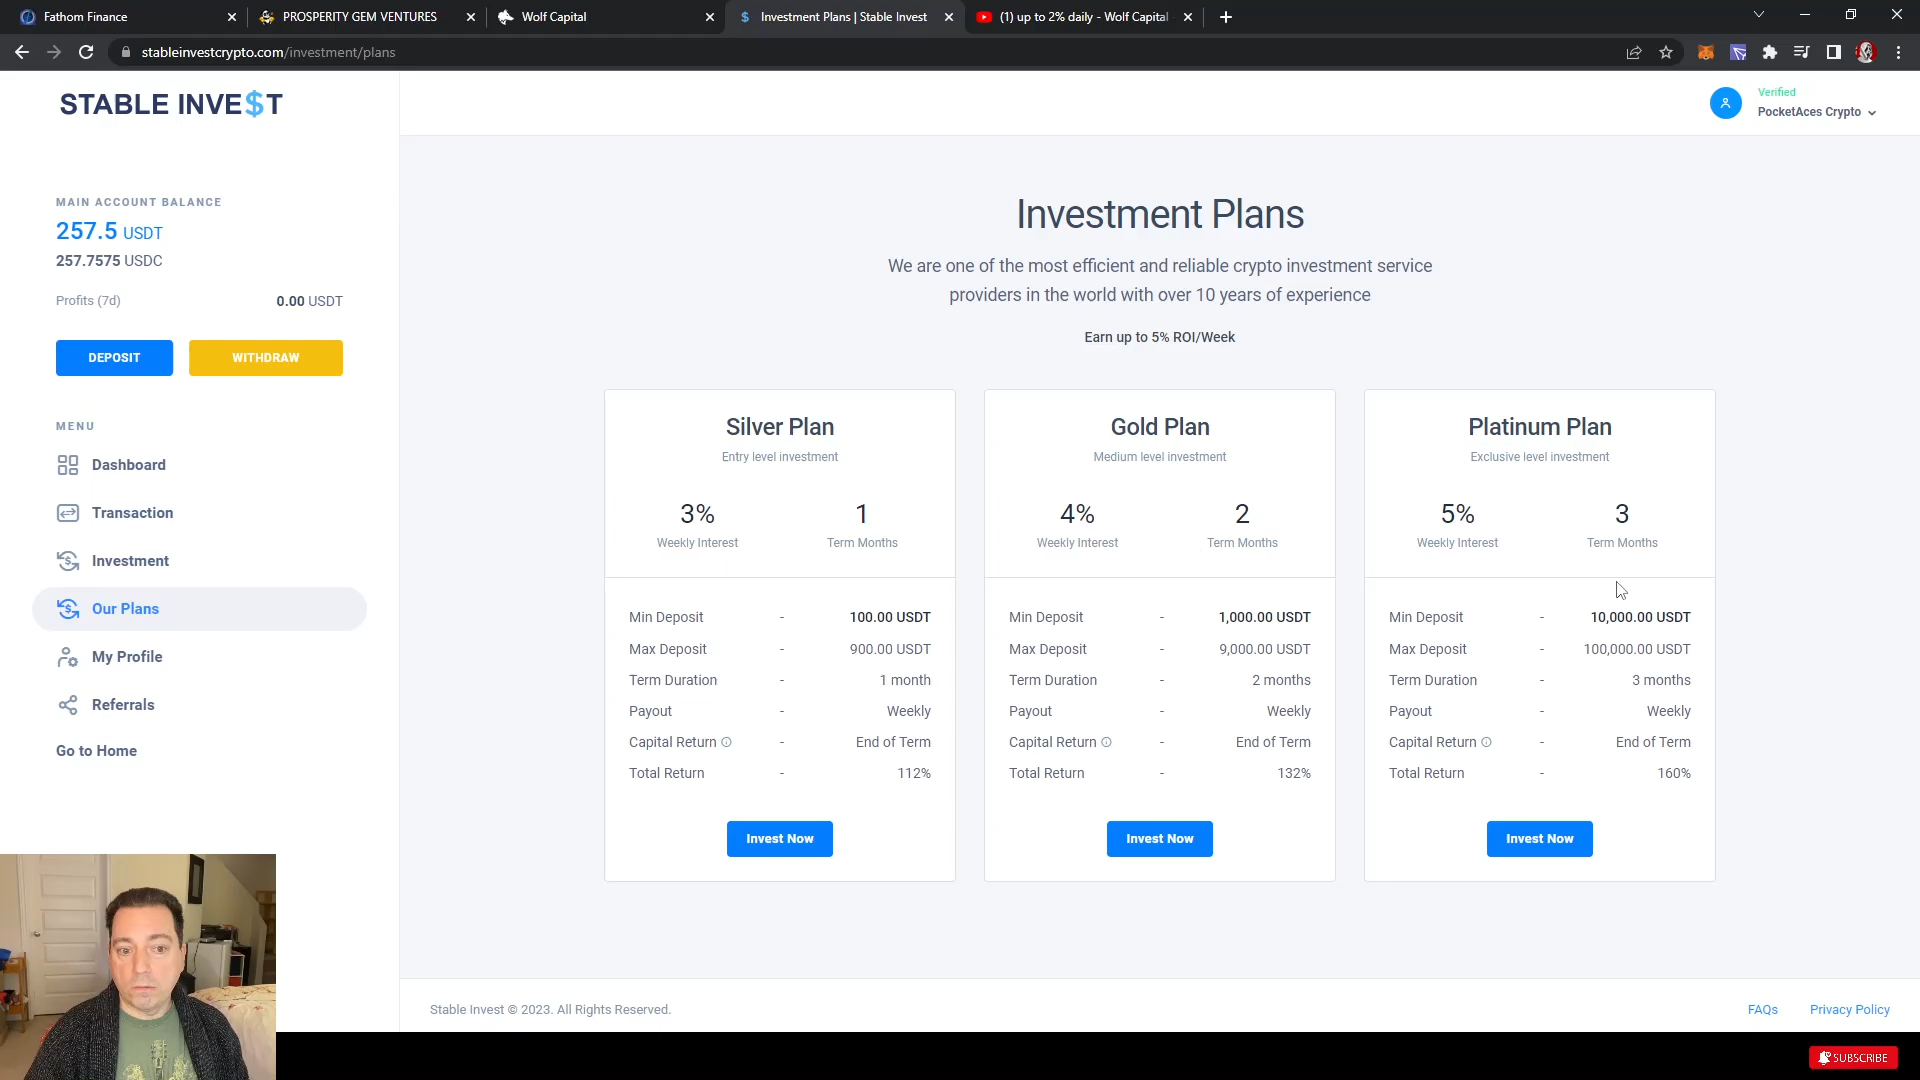 Fathom Finance
PROSPERITY GEM VENTURES
Wolf Capital
Investment Plans | Stable Invest
(1) up to 2% daily - Wolf Capital
stableinvestcrypto.com/investment/plans
STABLE INVE$T
Verified
PocketAces Crypto
MAIN ACCOUNT BALANCE
257.5 USDT
257.7575 USDC
Profits (7d) 0.00 USDT
DEPOSIT WITHDRAW
MENU
Dashboard
Transaction
Investment
Our Plans
My Profile
Referrals
Go to Home
Investment Plans
We are one of the most efficient and reliable crypto investment service
providers in the world with over 10 years of experience
Earn up to 5% ROI/Week
Silver Plan
Entry level investment
3% 1
Weekly Interest Term Months
Min Deposit - 100.00 USDT
Max Deposit - 900.00 USDT
Term Duration - 1 month
Payout - Weekly
Capital Return - End of Term
Total Return - 112%
Invest Now
Gold Plan
Medium level investment
4% 2
Weekly Interest Term Months
Min Deposit - 1,000.00 USDT
Max Deposit - 9,000.00 USDT
Term Duration - 2 months
Payout - Weekly
Capital Return - End of Term
Total Return - 132%
Invest Now
Platinum Plan
Exclusive level investment
5% 3
Weekly Interest Term Months
Min Deposit - 10,000.00 USDT
Max Deposit - 100,000.00 USDT
Term Duration - 3 months
Payout - Weekly
Capital Return - End of Term
Total Return - 160%
Invest Now
Stable Invest © 2023. All Rights Reserved.
FAQs Privacy Policy
SUBSCRIBE